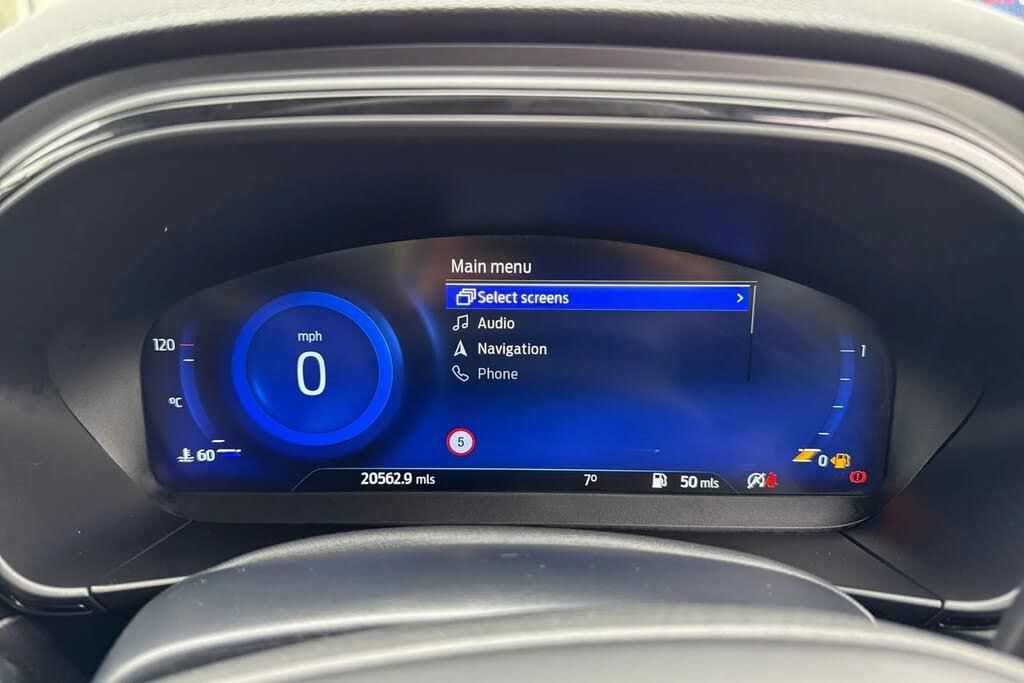 Main menu
Select screens
Audio
Navigation
Phone
mph
0
120
°C
60
5
1
0
20562.9 mls
7°
50 mls